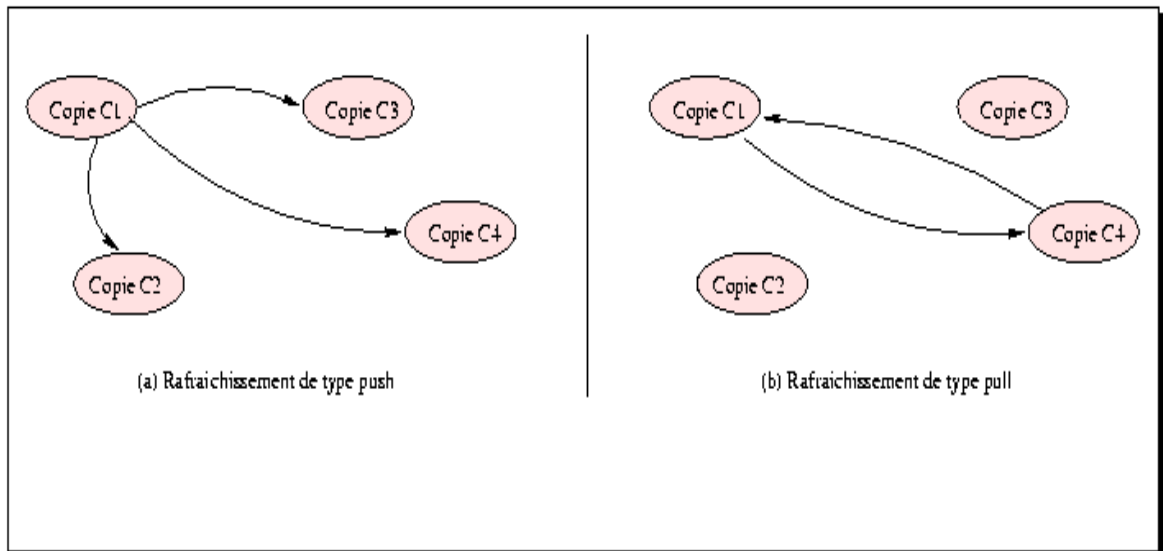 Copie C1
Copie C3
Copie C4
Copie C2
(a) Rafraichissement de type push
Copie C1
Copie C3
Copie C4
Copie C2
(b) Rafraichissement de type pull